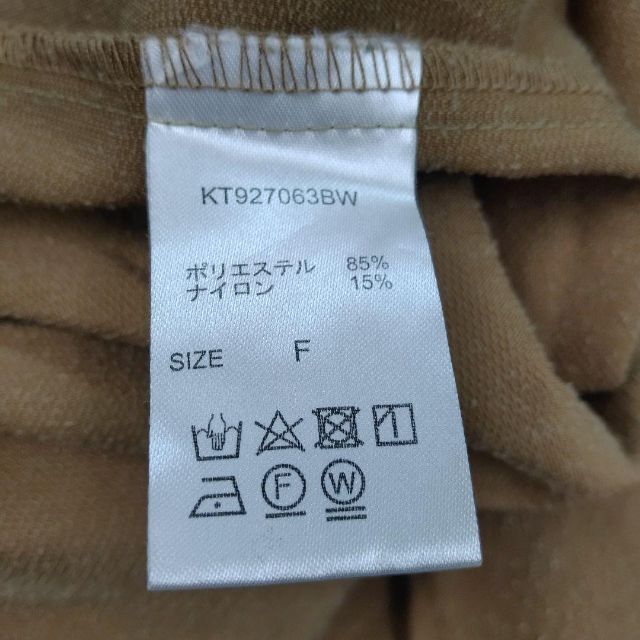 KT927063BW
ポリエステル 85%
ナイロン 15%
SIZE F
F W